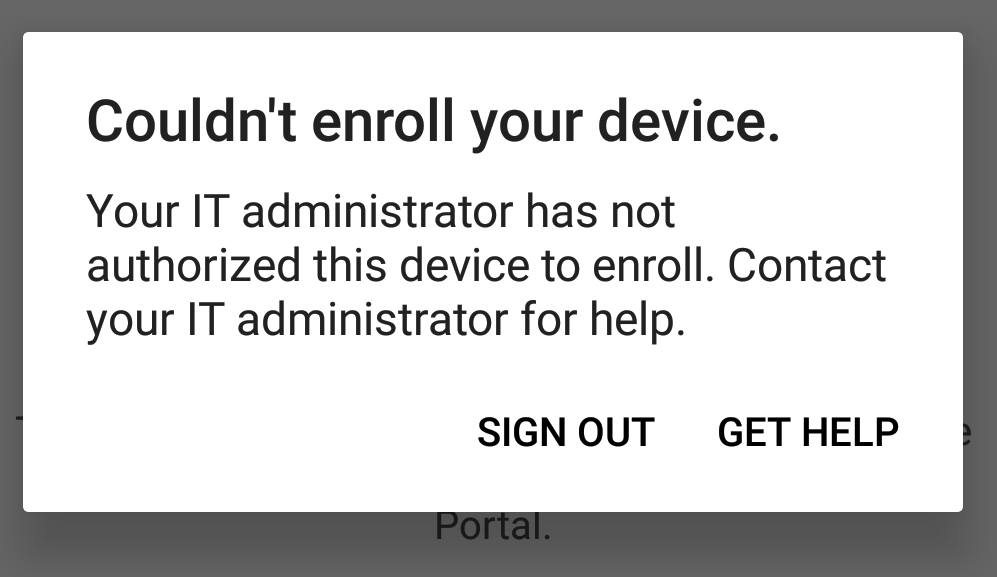 Couldn't enroll your device.
Your IT administrator has not
authorized this device to enroll. Contact
your IT administrator for help.
SIGN OUT GET HELP
Portal.